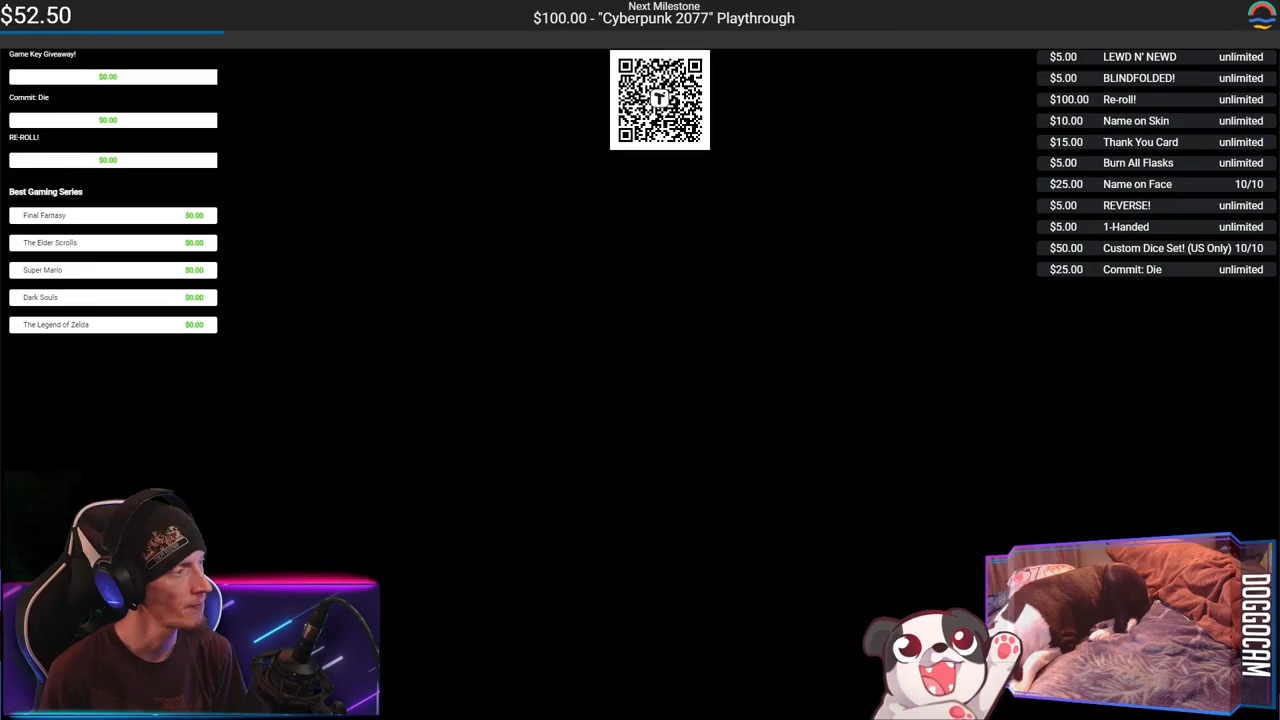 $52.50
Next Milestone
$100.00 - "Cyberpunk 2077" Playthrough
Game Key Giveaway!
$0.00
Commit: Die
$0.00
RE-ROLL!
$0.00
Best Gaming Series
Final Fantasy $0.00
The Elder Scrolls $0.00
Super Mario $0.00
Dark Souls $0.00
The Legend of Zelda $0.00
T
$5.00 LEWD N' NEWD unlimited
$5.00 BLINDFOLDED! unlimited
$100.00 Re-roll! unlimited
$10.00 Name on Skin unlimited
$15.00 Thank You Card unlimited
$5.00 Burn All Flasks unlimited
$25.00 Name on Face 10/10
$5.00 REVERSE! unlimited
$5.00 1-Handed unlimited
$50.00 Custom Dice Set! (US Only) 10/10
$25.00 Commit: Die unlimited
DOGGOCAM